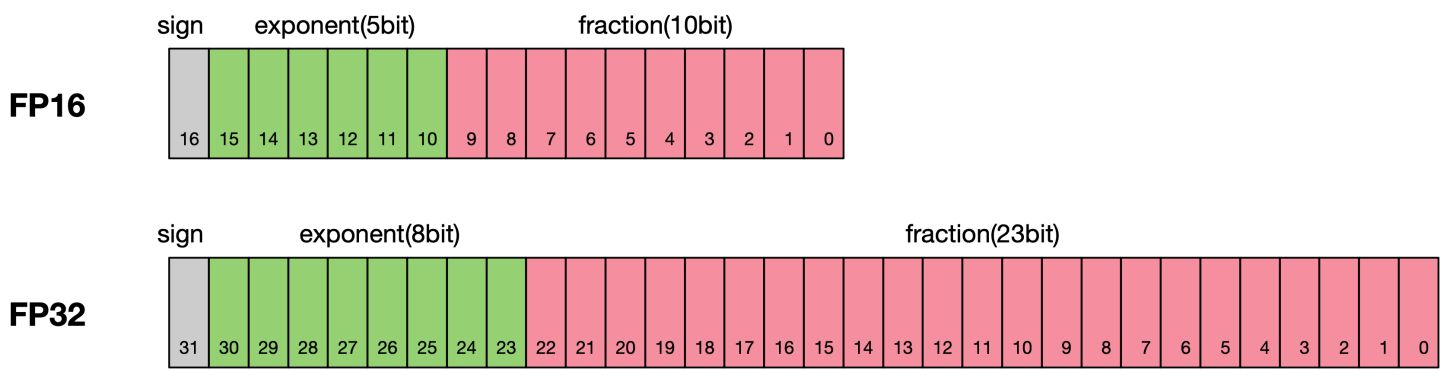 sign exponent(5bit) fraction(10bit)
FP16
16 15 14 13 12 11 10 9 8 7 6 5 4 3 2 1 0
sign exponent(8bit) fraction(23bit)
FP32
31 30 29 28 27 26 25 24 23 22 21 20 19 18 17 16 15 14 13 12 11 10 9 8 7 6 5 4 3 2 1 0